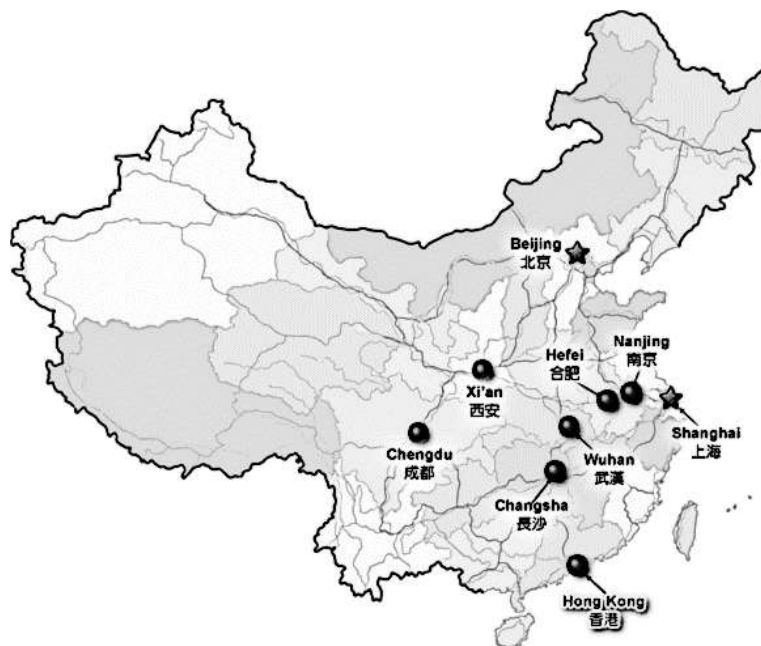 Beijing
北京
Nanjing
南京
Hefei
合肥
Xi'an
西安
Shanghai
上海
Chengdu
成都
Wuhan
武漢
Changsha
長沙
Hong Kong
香港